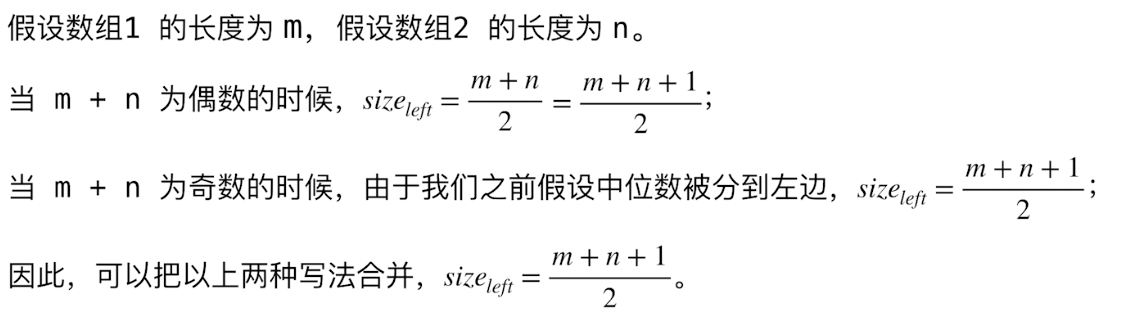 假设数组1 的长度为 m，假设数组2 的长度为 n。
当 m + n 为偶数的时候，size_left = (m + n)/2 = (m + n + 1)/2；
当 m + n 为奇数的时候，由于我们之前假设中位数被分到左边，size_left = (m + n + 1)/2；
因此，可以把以上两种写法合并，size_left = (m + n + 1)/2。